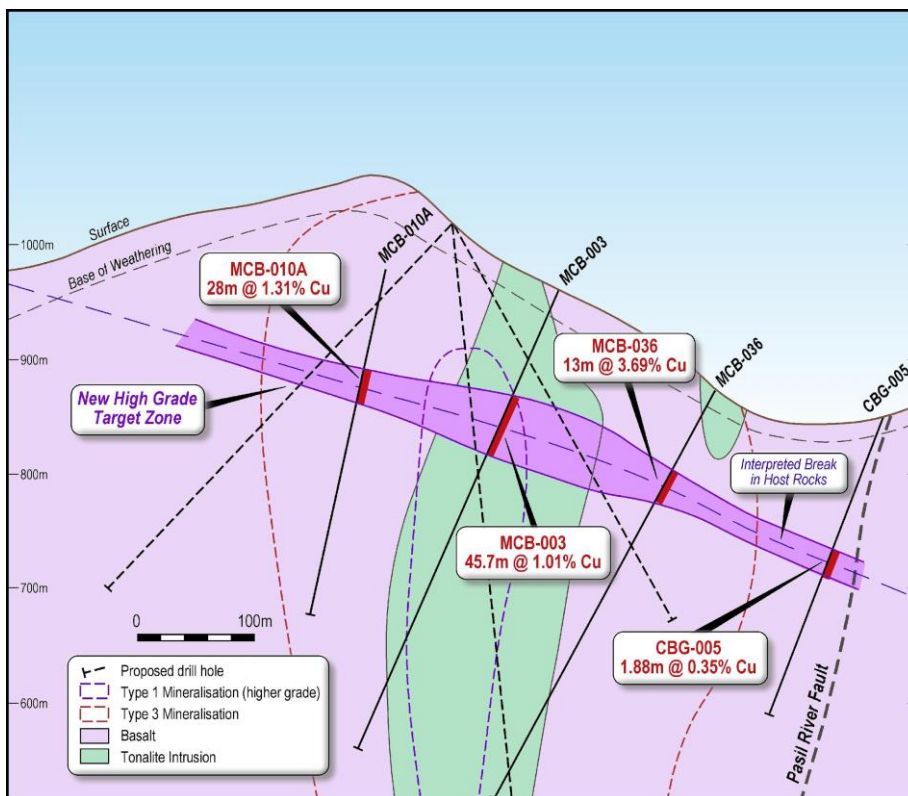 MCB-010A
MCB-003
Surface
1000m
Base of Weathering
MCB-010A
28m @ 1.31% Cu
MCB-036
13m @ 3.69% Cu
MCB-036
900m
CBG-005
New High Grade
Target Zone
800m
Interpreted Break
in Host Rocks
MCB-003
45.7m @ 1.01% Cu
700m
0
100m
CBG-005
1.88m @ 0.35% Cu
Proposed drill hole
Type 1 Mineralisation (higher grade)
Type 3 Mineralisation
Basalt
Tonalite Intrusion
600m
Pasil River Fault